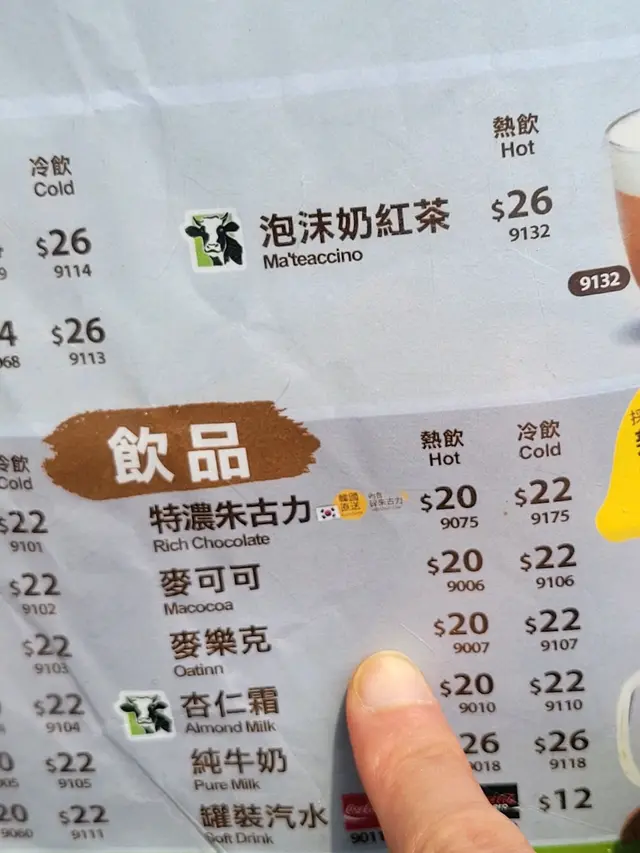 冷飲
Cold
$26
9114
$26
9113
熱飲
Hot
泡沫奶紅茶
Ma'teaccino
$26
9132
9132
飲品
冷飲
Cold
$22
9101
$22
9102
$22
9103
$22
9104
$22
9105
$22
9111
熱飲
Hot
冷飲
Cold
特濃朱古力
韓國
直送
Rich Chocolate
$20
9075
$22
9175
麥可可
Macocoa
$20
9006
$22
9106
麥樂克
Oatinn
$20
9007
$22
9107
杏仁霜
Almond Milk
$20
9010
$22
9110
純牛奶
Pure Milk
26
$26
9118
罐裝汽水
Soft Drink
$12